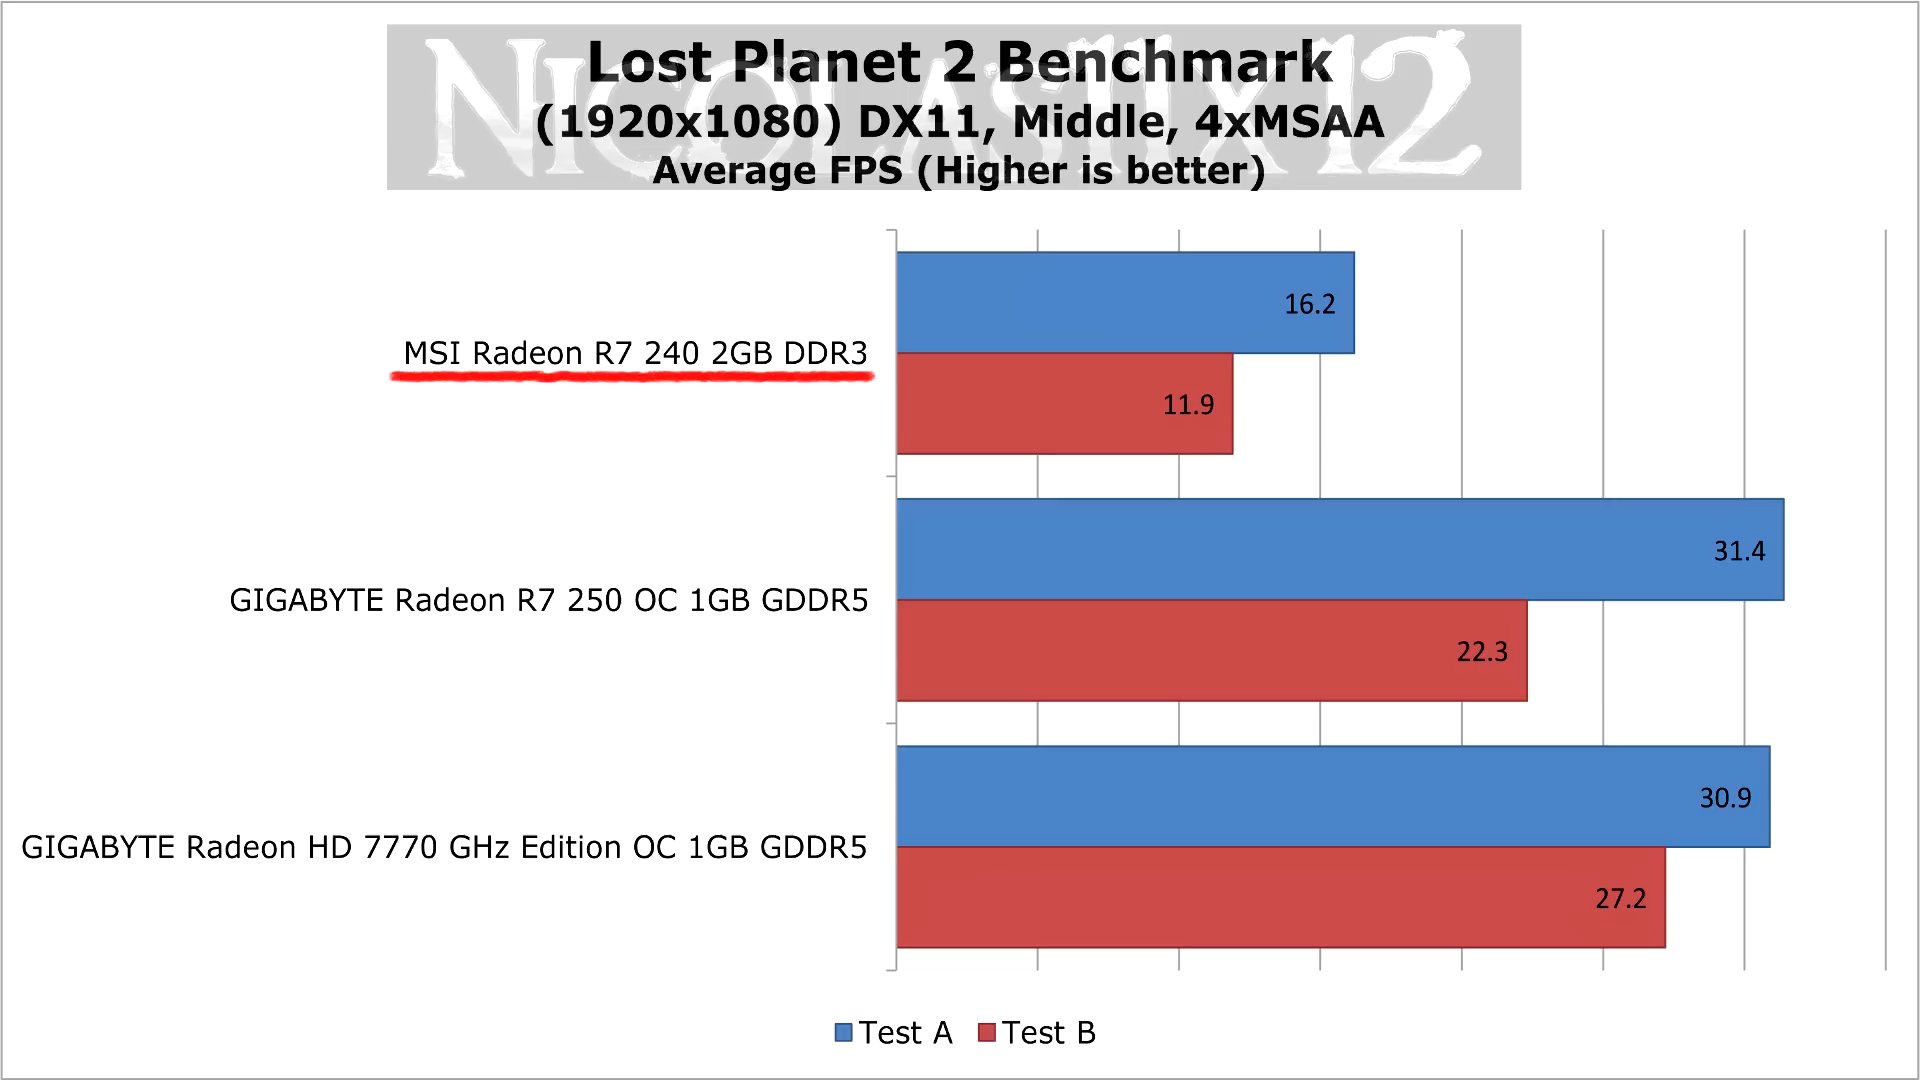 NICOLAS11X12
Lost Planet 2 Benchmark
(1920x1080) DX11, Middle, 4xMSAA
Average FPS (Higher is better)
MSI Radeon R7 240 2GB DDR3
16.2
11.9
GIGABYTE Radeon R7 250 OC 1GB GDDR5
31.4
22.3
GIGABYTE Radeon HD 7770 GHz Edition OC 1GB GDDR5
30.9
27.2
Test A Test B